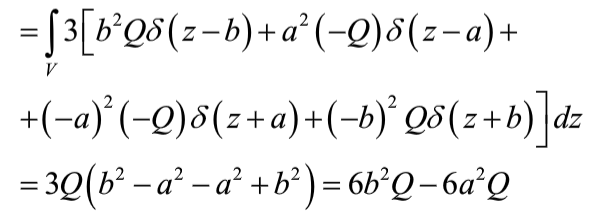 = ∫_V 3[b²Qδ(z−b)+a²(−Q)δ(z−a)+
+(−a)²(−Q)δ(z+a)+(−b)²Qδ(z+b)]dz
= 3Q(b²−a²−a²+b²) = 6b²Q−6a²Q